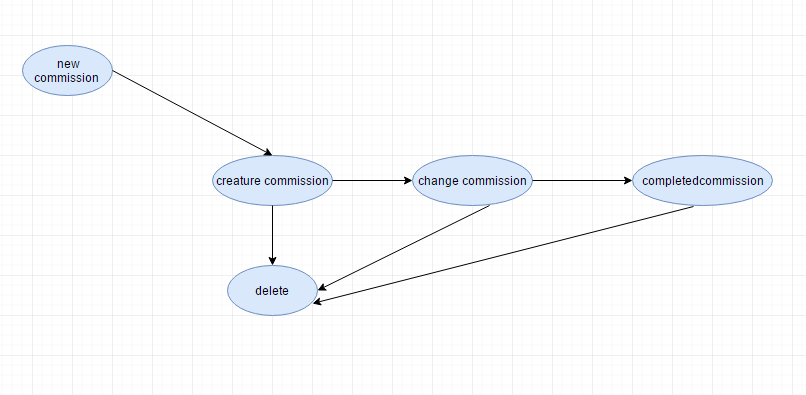 new
commission
creature commission
change commission
completedcommission
delete